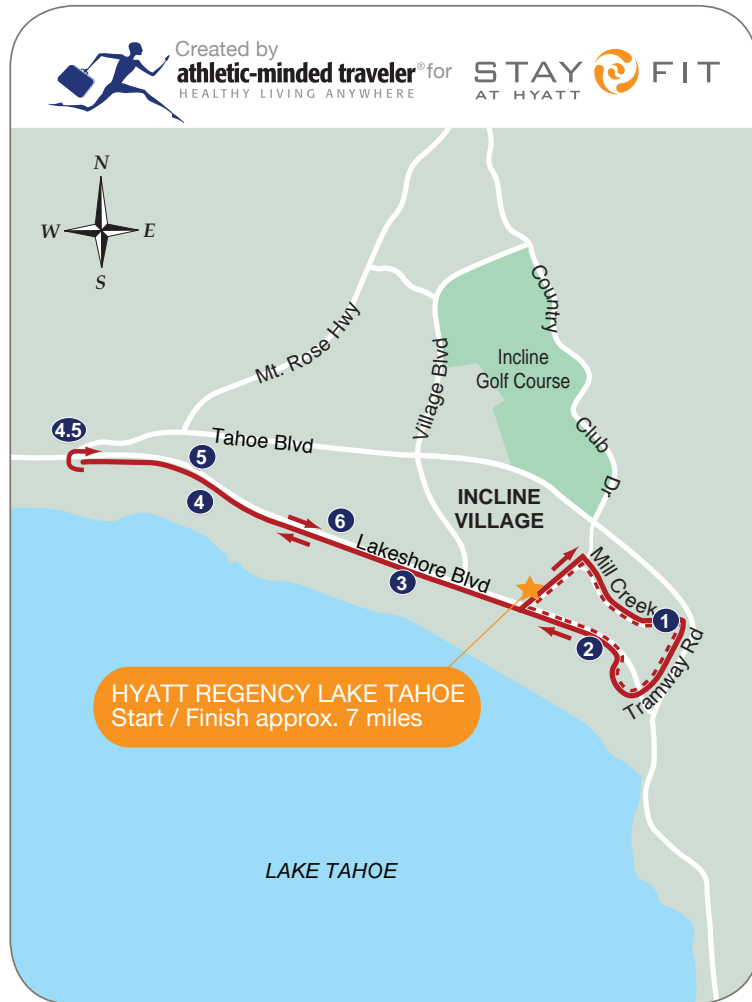 Created by
athletic-minded traveler® for
HEALTHY LIVING ANYWHERE
STAY FIT
AT HYATT
N
W E
S
Country
Club
Dr
Incline
Golf Course
Mt. Rose Hwy
Village Blvd
4.5
Tahoe Blvd
5
4
INCLINE
VILLAGE
6
Lakeshore Blvd
3
Mill Creek
1
2
Tramway Rd
HYATT REGENCY LAKE TAHOE
Start / Finish approx. 7 miles
LAKE TAHOE